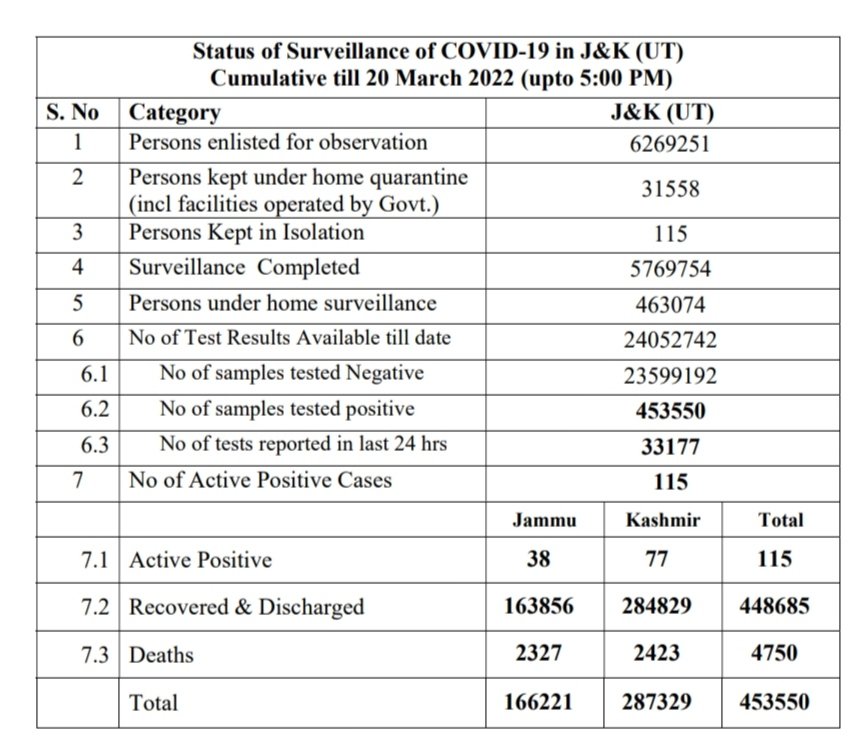 Status of Surveillance of COVID-19 in J&K (UT)
Cumulative till 20 March 2022 (upto 5:00 PM)
S. No Category J&K (UT)
1 Persons enlisted for observation 6269251
2 Persons kept under home quarantine
(incl facilities operated by Govt.) 31558
3 Persons Kept in Isolation 115
4 Surveillance Completed 5769754
5 Persons under home surveillance 463074
6 No of Test Results Available till date 24052742
6.1 No of samples tested Negative 23599192
6.2 No of samples tested positive 453550
6.3 No of tests reported in last 24 hrs 33177
7 No of Active Positive Cases 115
Jammu Kashmir Total
7.1 Active Positive 38 77 115
7.2 Recovered & Discharged 163856 284829 448685
7.3 Deaths 2327 2423 4750
Total 166221 287329 453550